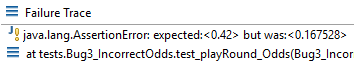 Failure Trace
java.lang.AssertionError: expected:<0.42> but was:<0.167528>
at tests.Bug3_IncorrectOdds.test_playRound_Odds(Bug3_Incor